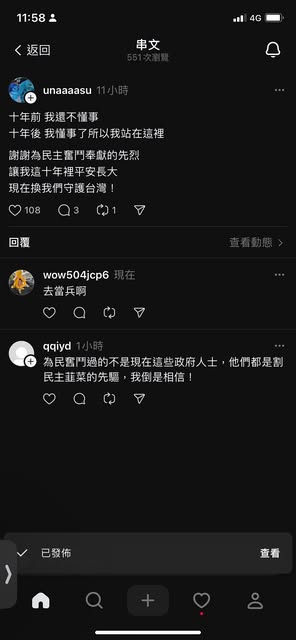 11:58
4G
返回
串文
551 次瀏覽
unaaaasu 11小時
十年前 我還不懂事
十年後 我懂事了所以我站在這裡
謝謝為民主奮鬥奉獻的先烈
讓我這十年裡平安長大
現在換我們守護台灣！
108 3 1
回覆 查看動態
wow504jcp6 現在
去當兵啊
qqiyd 1小時
為民舊鬥過的不是現在這些政府人士，他們都是割
民主韮菜的先驅，我倒是相信！
已發佈 查看